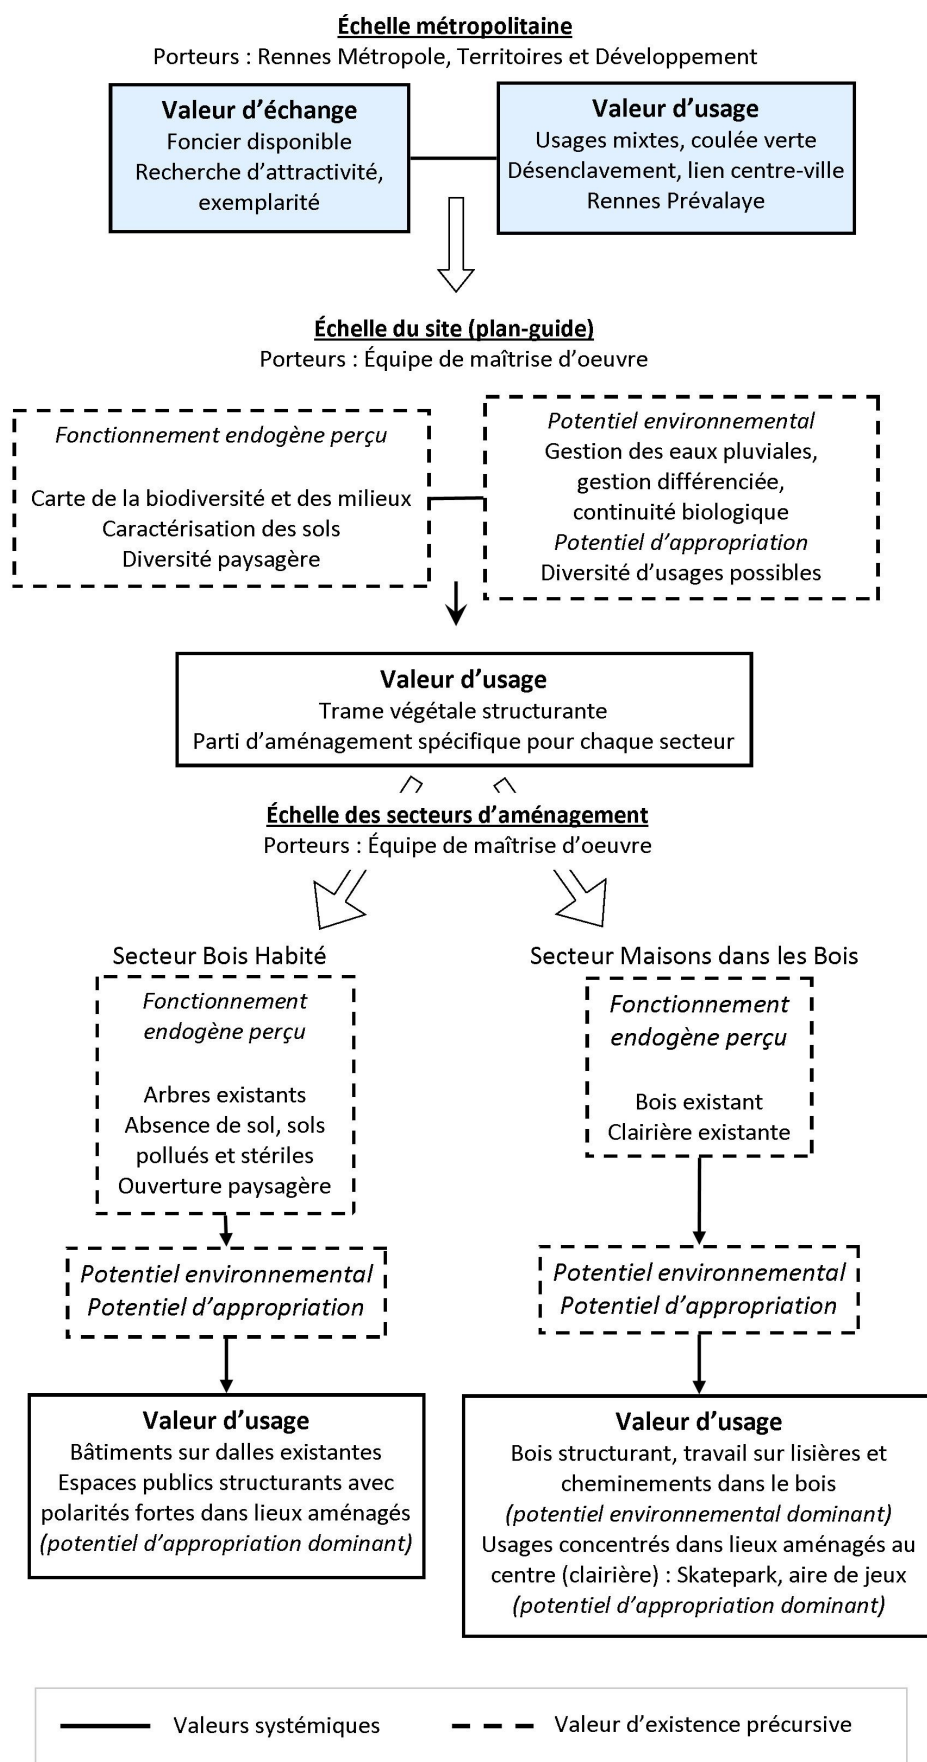 Échelle métropolitaine
Porteurs : Rennes Métropole, Territoires et Développement
Valeur d'échange
Foncier disponible
Recherche d'attractivité,
exemplarité
Valeur d'usage
Usages mixtes, coulée verte
Désenclavement, lien centre-ville
Rennes Prévalaye
Échelle du site (plan-guide)
Porteurs : Équipe de maîtrise d'oeuvre
Fonctionnement endogène perçu
Carte de la biodiversité et des milieux
Caractérisation des sols
Diversité paysagère
Potentiel environnemental
Gestion des eaux pluviales,
gestion différenciée,
continuité biologique
Potentiel d'appropriation
Diversité d'usages possibles
Valeur d'usage
Trame végétale structurante
Parti d'aménagement spécifique pour chaque secteur
Échelle des secteurs d'aménagement
Porteurs : Équipe de maîtrise d'oeuvre
Secteur Bois Habité
Fonctionnement
endogène perçu
Arbres existants
Absence de sol, sols
pollués et stériles
Ouverture paysagère
Potentiel environnemental
Potentiel d'appropriation
Valeur d'usage
Bâtiments sur dalles existantes
Espaces publics structurants avec
polarités fortes dans lieux aménagés
(potentiel d'appropriation dominant)
Secteur Maisons dans les Bois
Fonctionnement
endogène perçu
Bois existant
Clairière existante
Potentiel environnemental
Potentiel d'appropriation
Valeur d'usage
Bois structurant, travail sur lisières et
cheminements dans le bois
(potentiel environnemental dominant)
Usages concentrés dans lieux aménagés au
centre (clairière) : Skatepark, aire de jeux
(potentiel d'appropriation dominant)
Valeurs systémiques
Valeur d'existence précursive